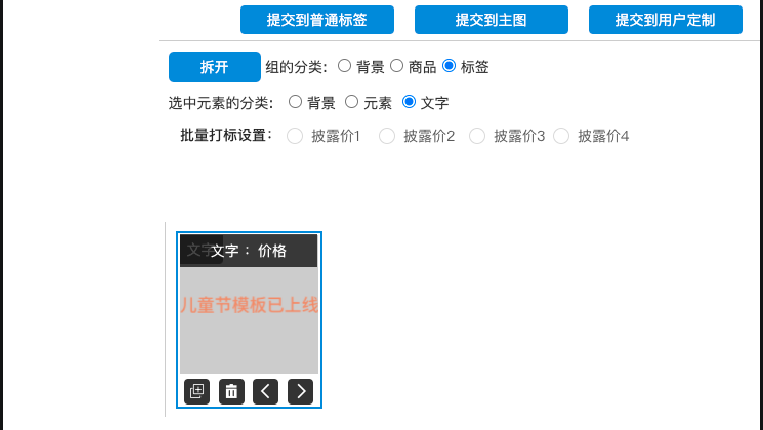 提交到普通标签 提交到主图 提交到用户定制
拆开 组的分类: 背景 商品 标签
选中元素的分类: 背景 元素 文字
批量打标设置: 披露价1 披露价2 披露价3 披露价4
文字 文字 : 价格
儿童节模板已上线